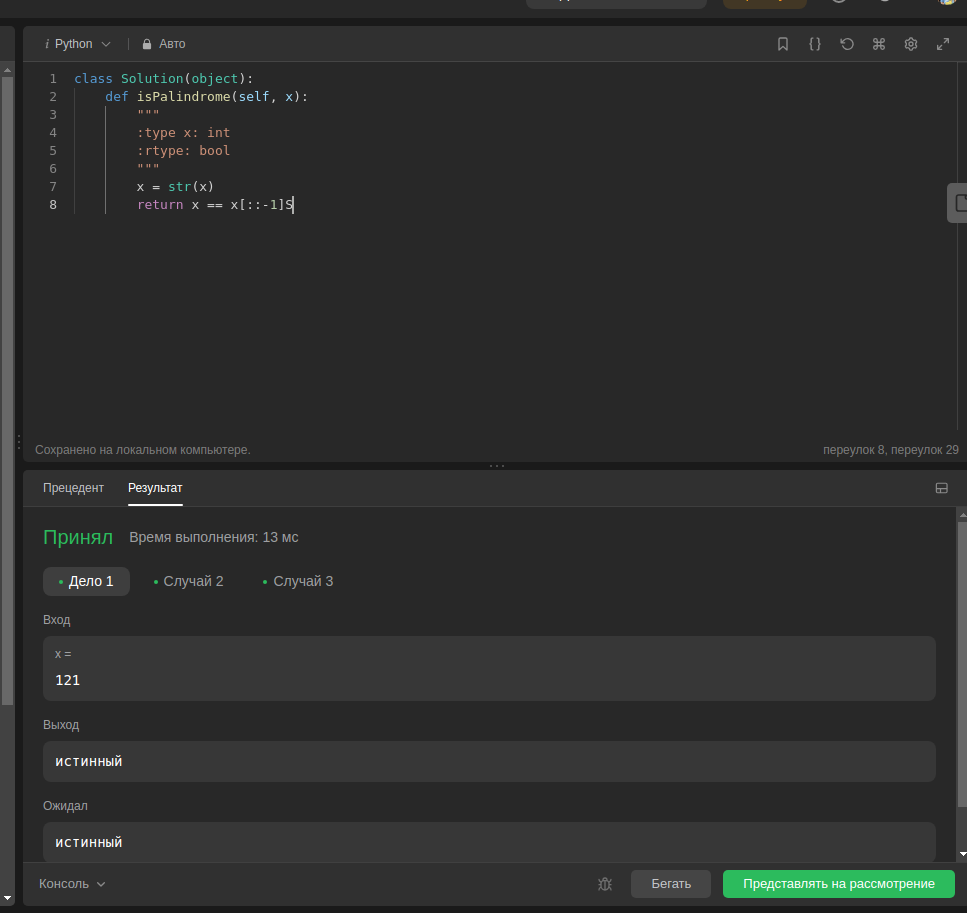 Python
Авто
1 class Solution(object):
2 def isPalindrome(self, x):
3 """
4 :type x: int
5 :rtype: bool
6 """
7 x = str(x)
8 return x == x[::-1]S
Сохранено на локальном компьютере.
переулок 8, переулок 29
Прецедент
Результат
Принял
Время выполнения: 13 мс
Дело 1
Случай 2
Случай 3
Вход
x =
121
Выход
истинный
Ожидал
истинный
Консоль
Бегать
Представлять на рассмотрение